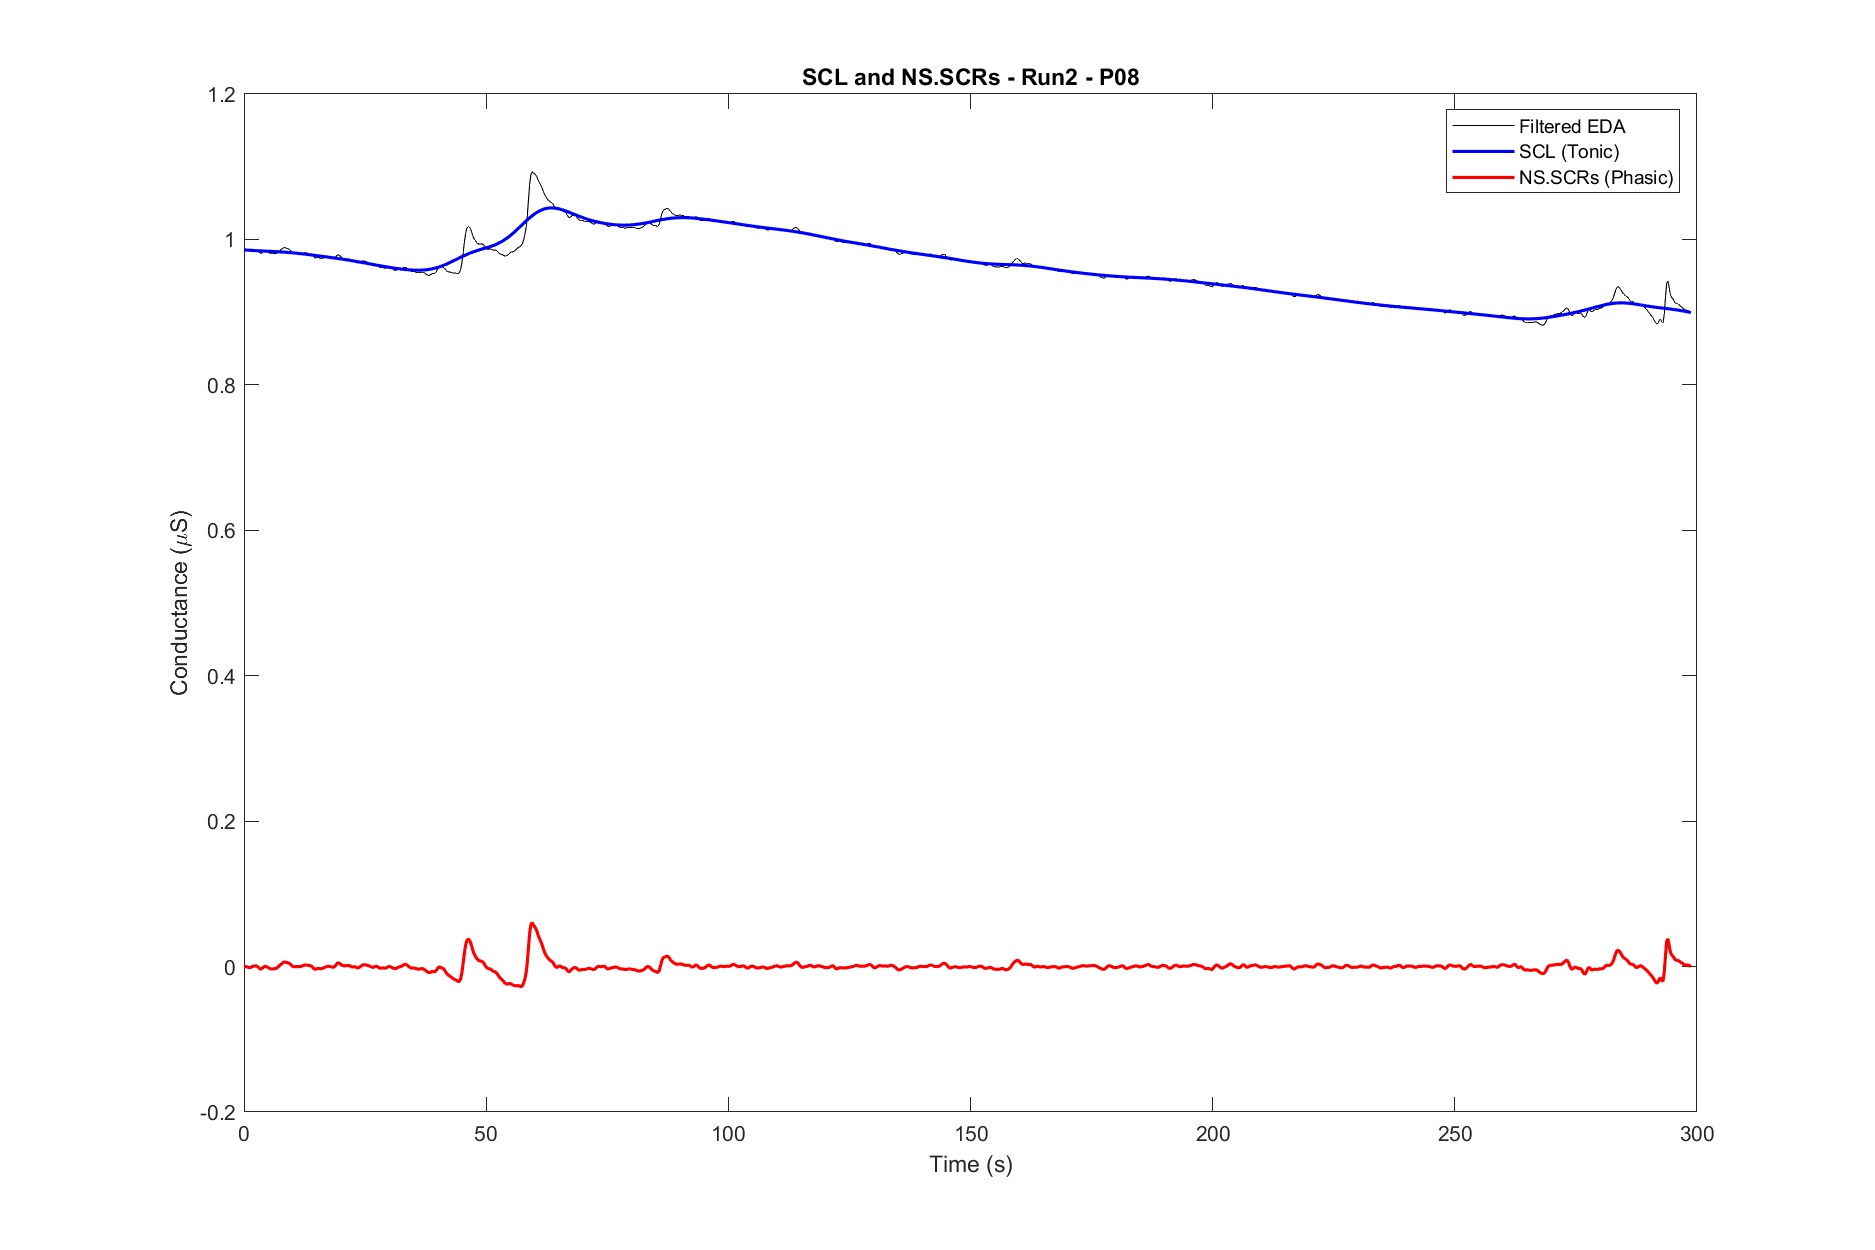 SCL and NS.SCRs - Run2 - P08
1.2
1
0.8
0.6
0.4
0.2
0
-0.2
Conductance (μS)
Filtered EDA
SCL (Tonic)
NS.SCRs (Phasic)
0 50 100 150 200 250 300
Time (s)